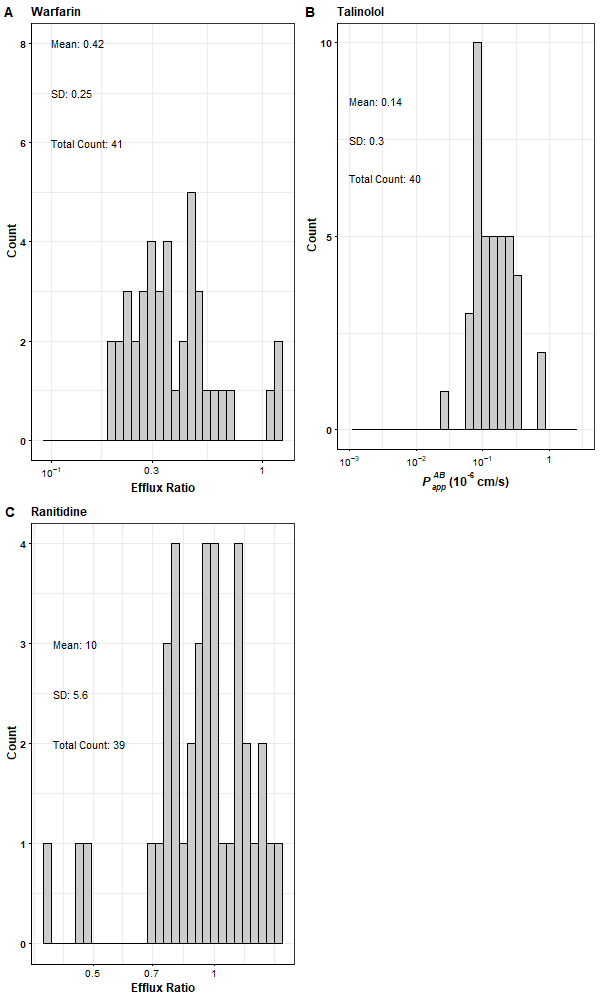 A Warfarin
8
6
4
2
0
Count
Mean: 0.42
SD: 0.25
Total Count: 41
10⁻¹ 0.3 1
Efflux Ratio
B Talinolol
10
5
0
Count
Mean: 0.14
SD: 0.3
Total Count: 40
10⁻³ 10⁻² 10⁻¹ 1
P_app^AB (10⁻⁶ cm/s)
C Ranitidine
4
3
2
1
0
Count
Mean: 10
SD: 5.6
Total Count: 39
0.5 0.7 1
Efflux Ratio